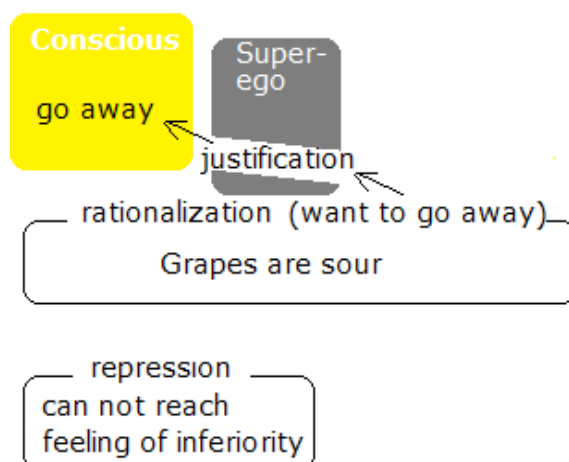 Conscious
Super-
ego
go away
justification
rationalization (want to go away)
Grapes are sour
repression
can not reach
feeling of inferiority